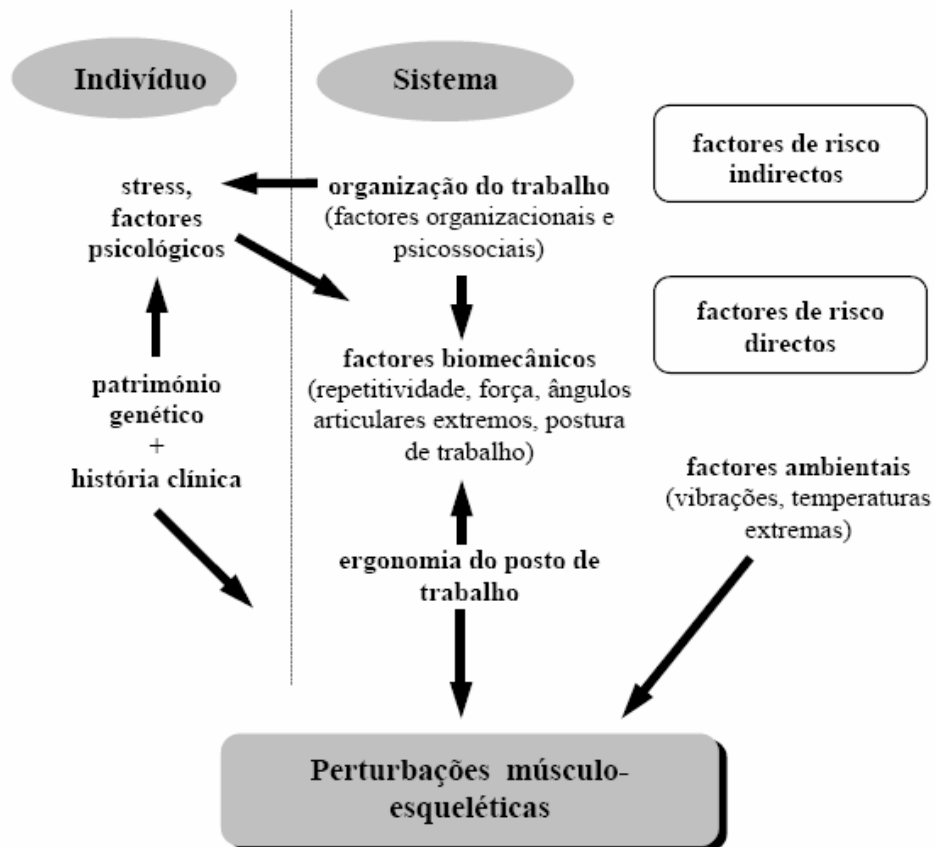 Indivíduo
Sistema
factores de risco
indirectos
stress,
factores
psicológicos
organização do trabalho
(factores organizacionais e
psicossociais)
factores de risco
directos
factores biomecânicos
(repetitividade, força, ângulos
articulares extremos, postura
de trabalho)
património
genético
+
história clínica
factores ambientais
(vibrações, temperaturas
extremas)
ergonomia do posto de
trabalho
Perturbações músculo-
esqueléticas